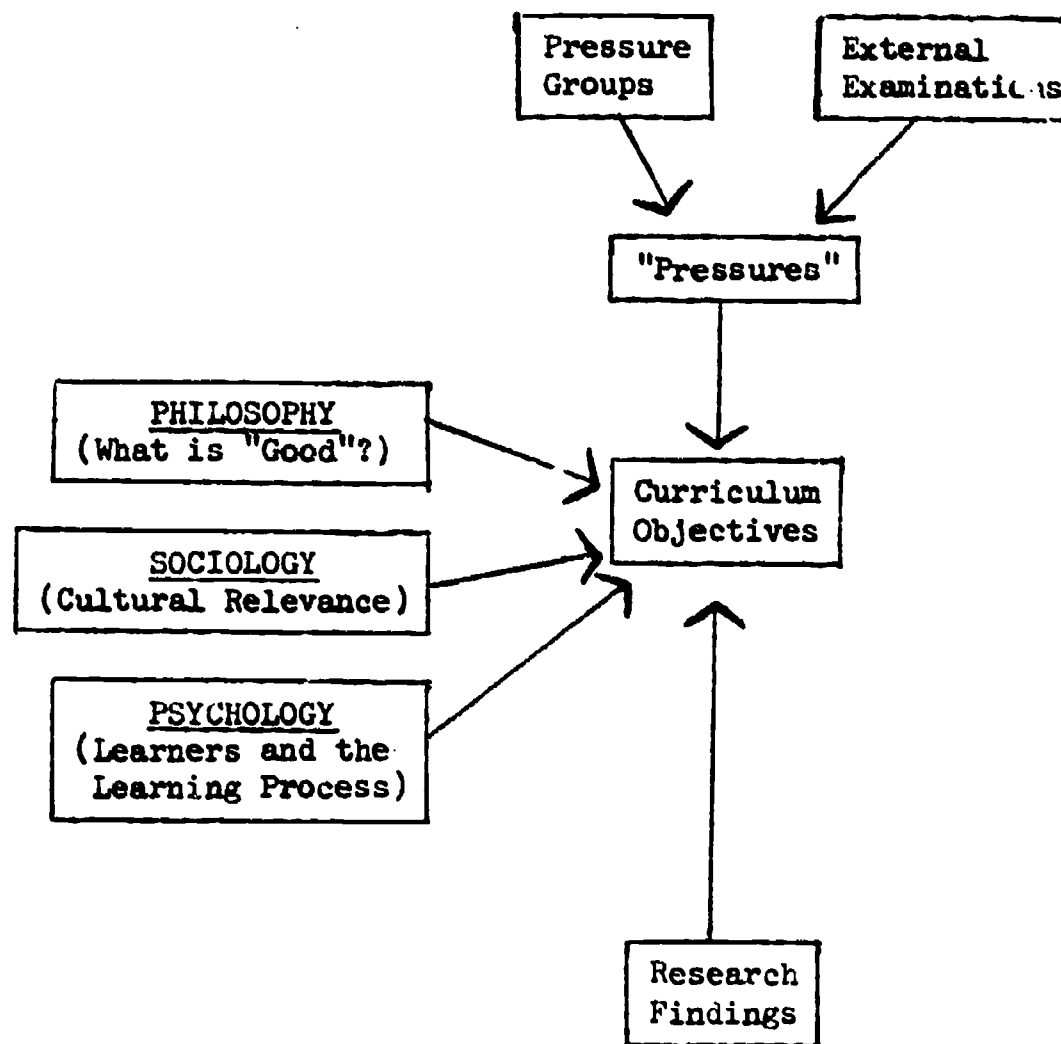 Pressure
Groups
External
Examinations
"Pressures"
PHILOSOPHY
(What is "Good"?)
Curriculum
Objectives
SOCIOLOGY
(Cultural Relevance)
PSYCHOLOGY
(Learners and the
Learning Process)
Research
Findings